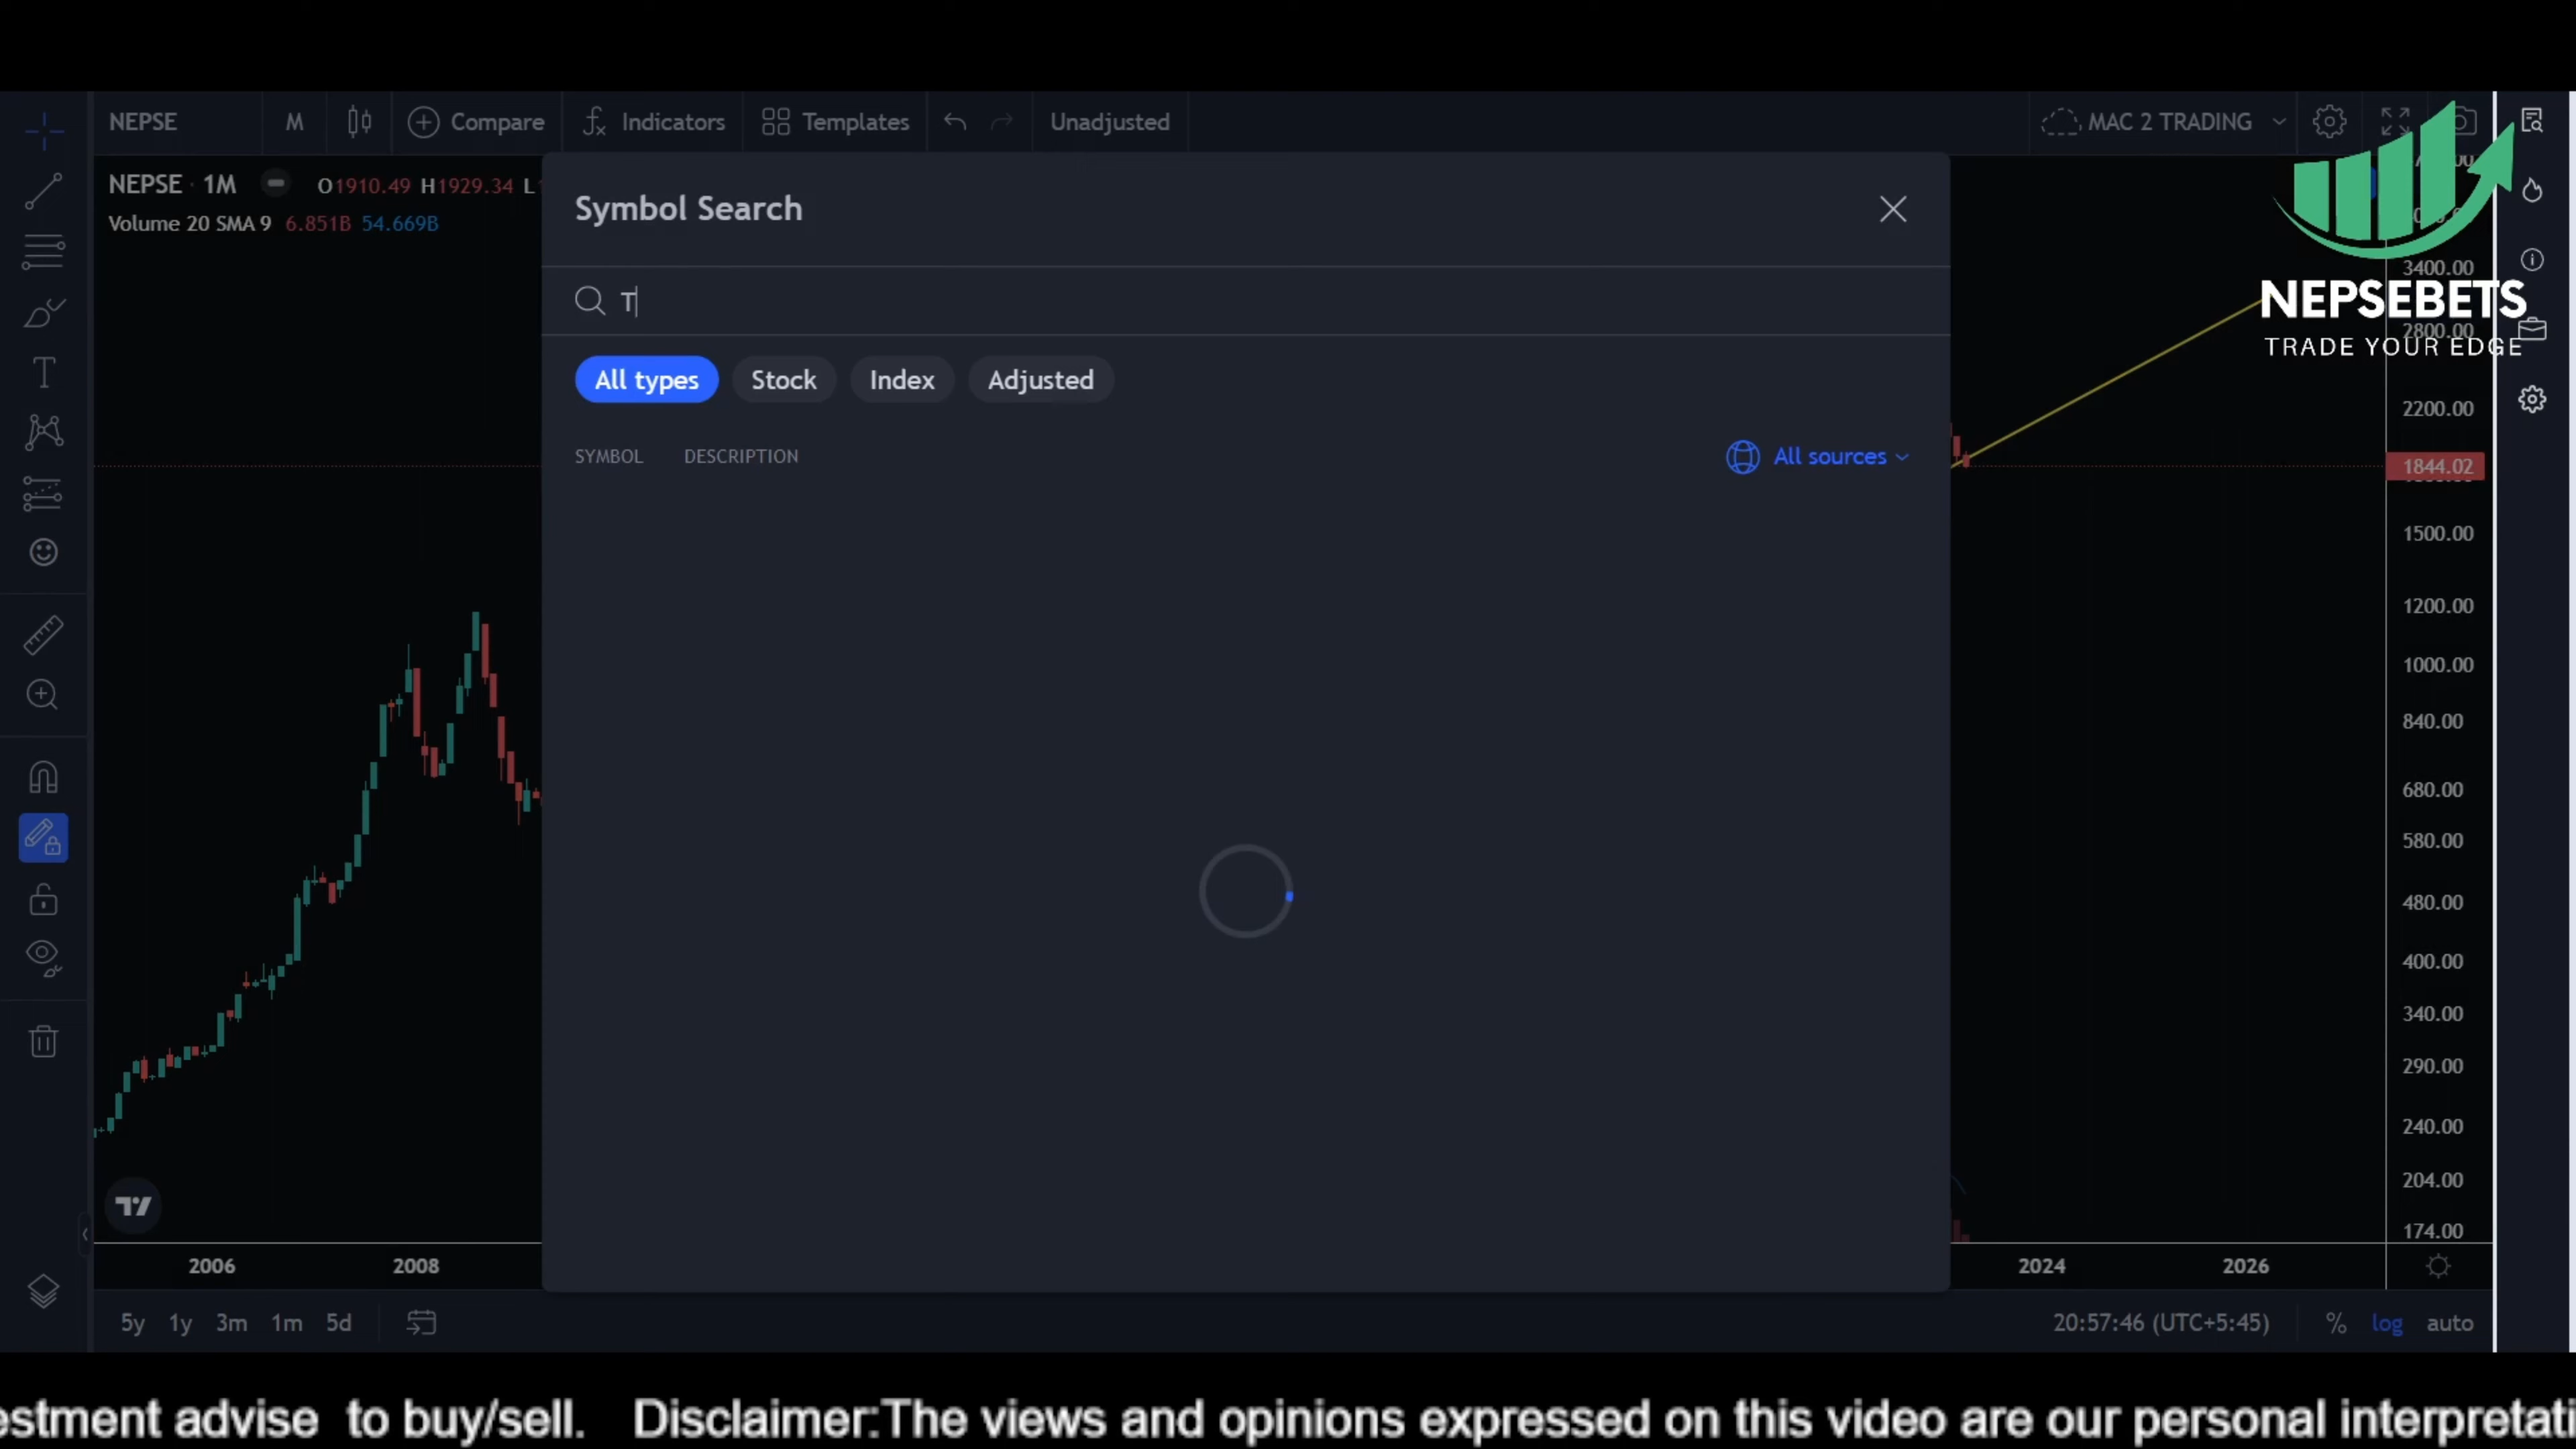 NEPSE M Compare Indicators Templates Unadjusted MAC 2 TRADING
NEPSE · 1M O1910.49 H1929.34 L
Volume 20 SMA 9 6.851B 54.669B
Symbol Search
T
All types Stock Index Adjusted
SYMBOL DESCRIPTION All sources
NEPSEBETS
TRADE YOUR EDGE
3400.00
2800.00
2200.00
1844.02
1500.00
1200.00
1000.00
840.00
680.00
580.00
480.00
400.00
340.00
290.00
240.00
204.00
174.00
2006 2008 2024 2026
5y 1y 3m 1m 5d 20:57:46 (UTC+5:45) % log auto
estment advise to buy/sell. Disclaimer:The views and opinions expressed on this video are our personal interpretati